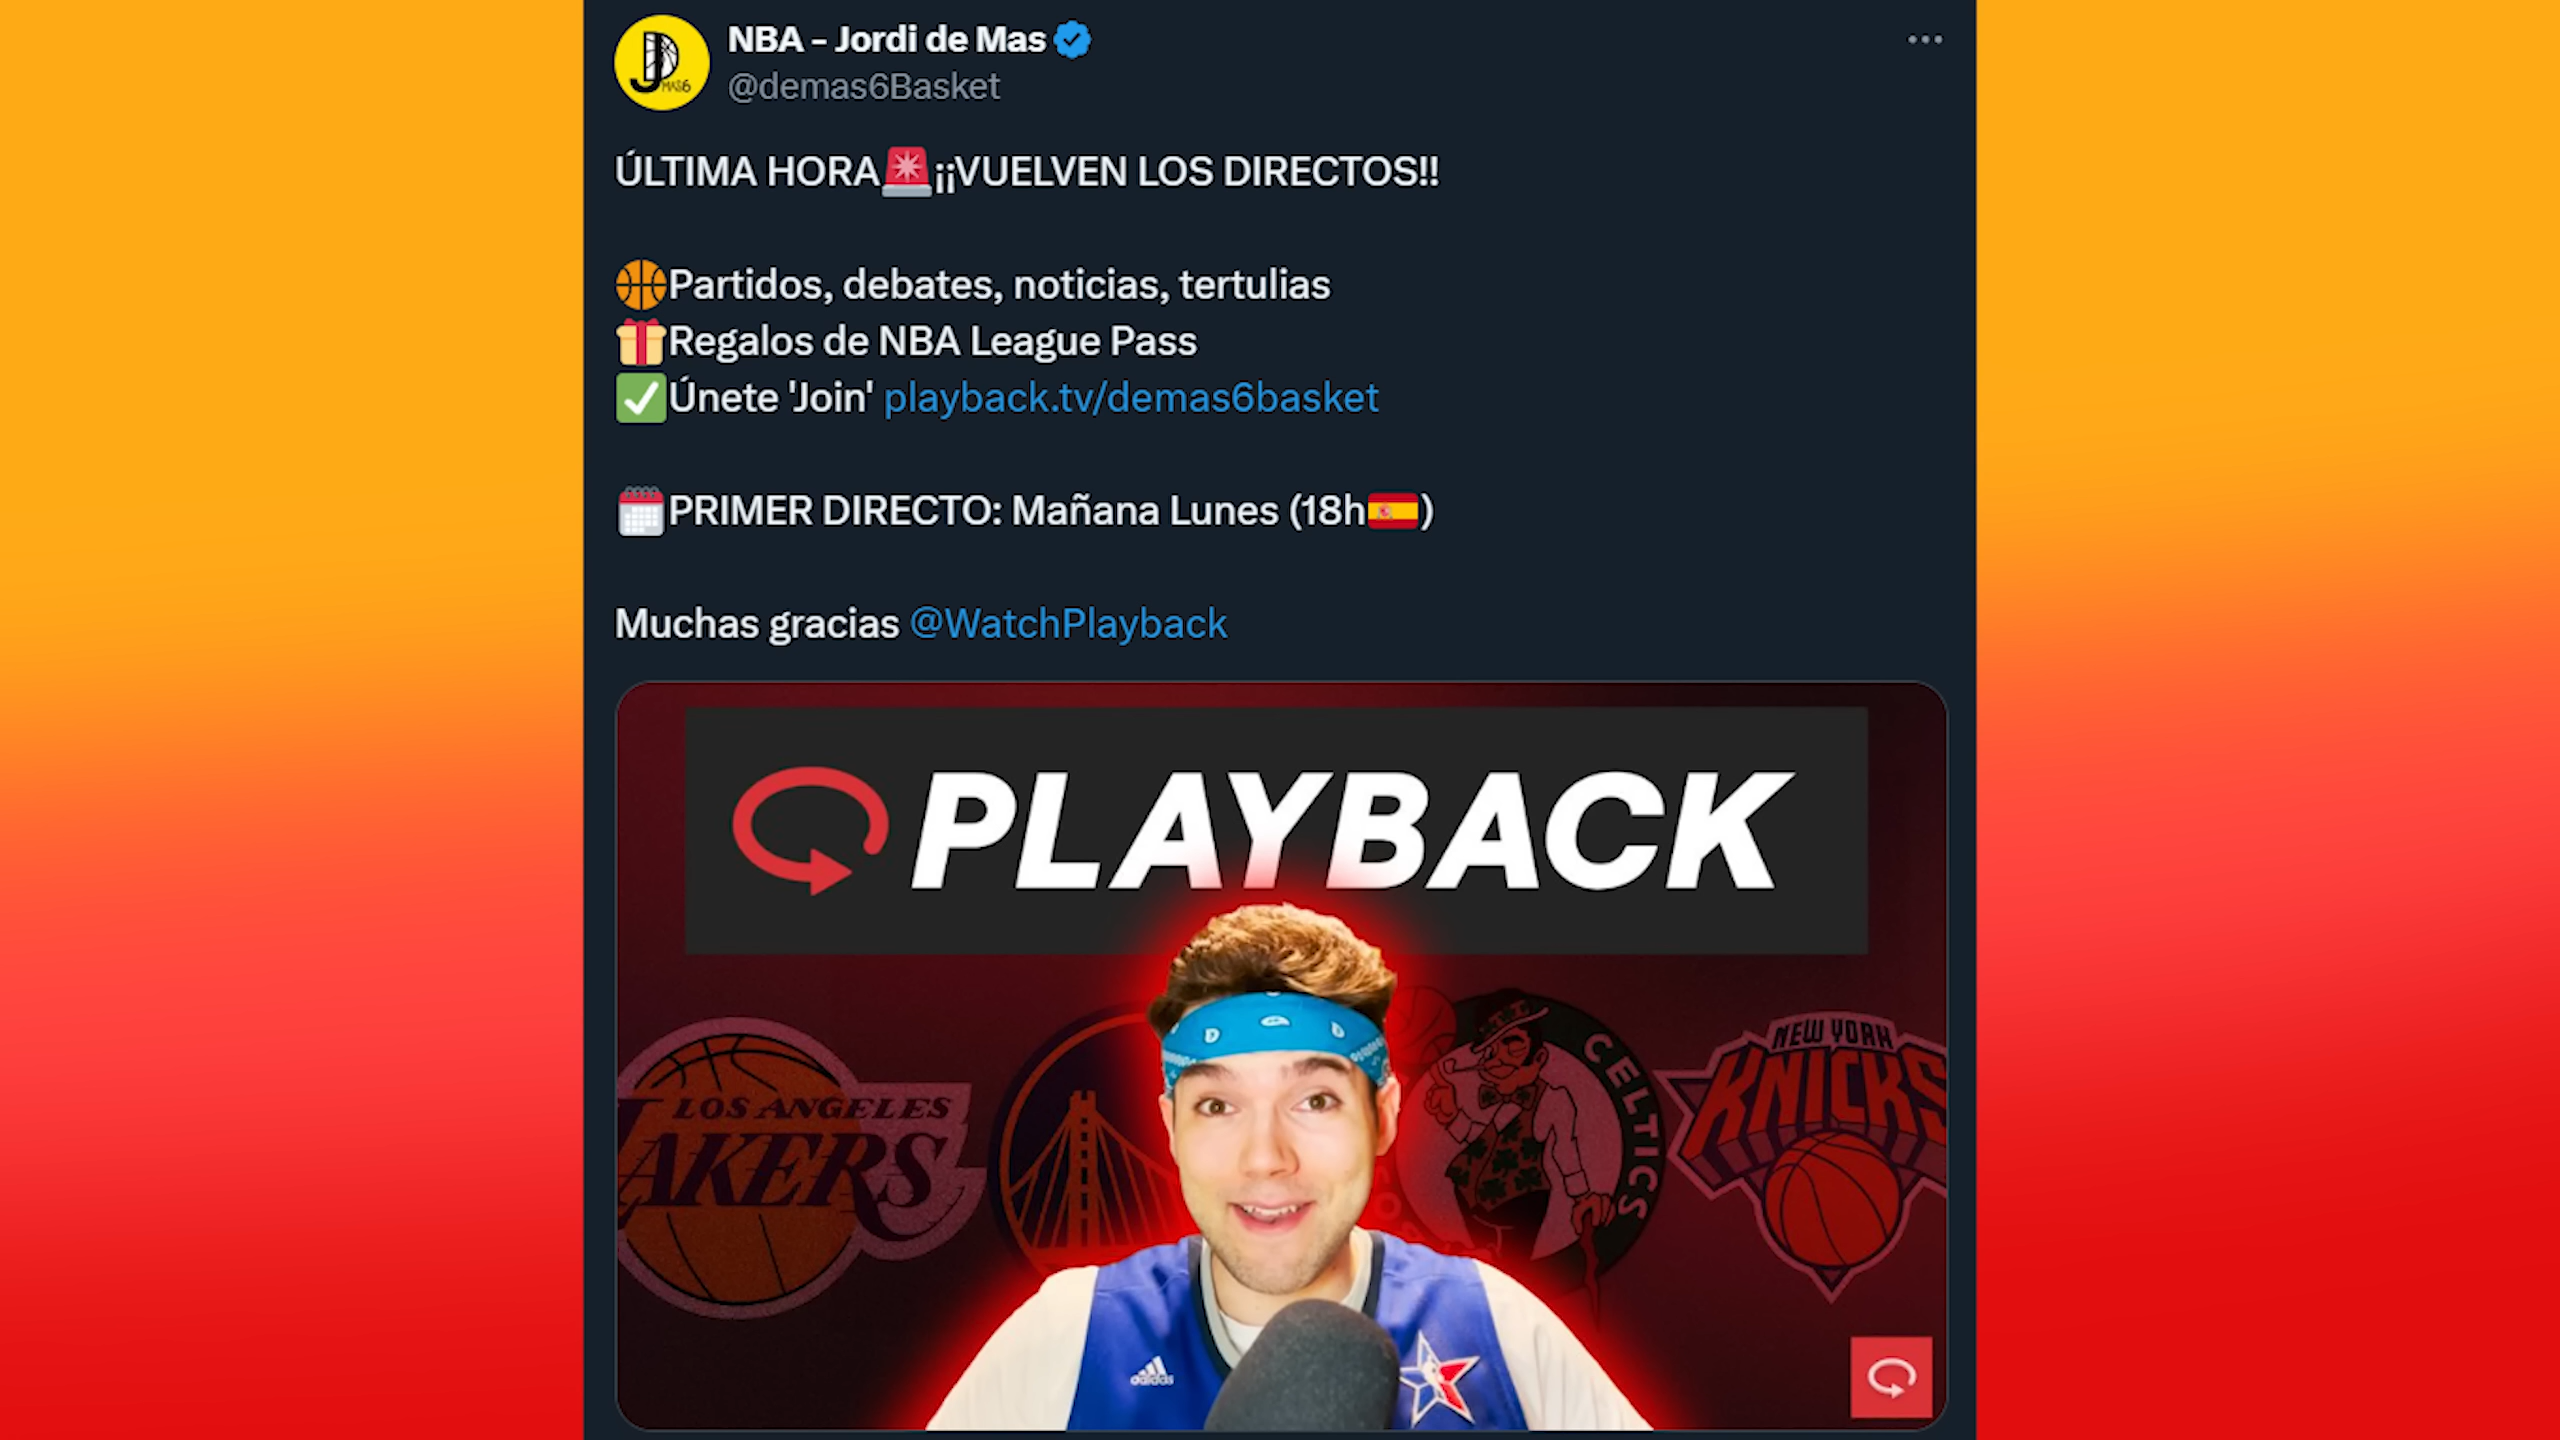 NBA - Jordi de Mas
@demas6Basket
ÚLTIMA HORA🚨¡¡VUELVEN LOS DIRECTOS!!
🏀Partidos, debates, noticias, tertulias
🎁Regalos de NBA League Pass
✅Únete 'Join' playback.tv/demas6basket
🗓️PRIMER DIRECTO: Mañana Lunes (18h🇪🇸)
Muchas gracias @WatchPlayback
PLAYBACK
LOS ANGELES
LAKERS
CELTICS
NEW YORK
KNICKS
adidas